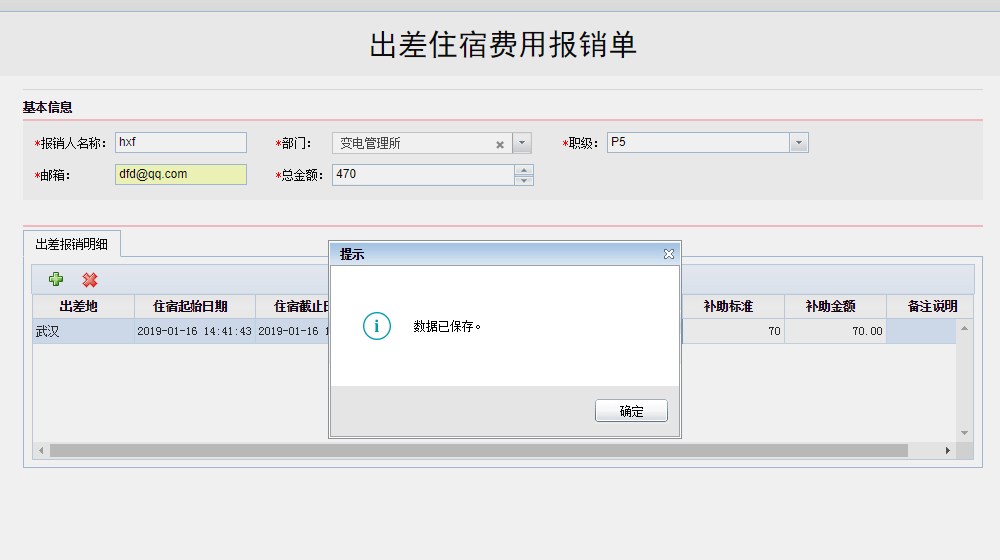 出差住宿费用报销单
基本信息
*报销人名称: hxf *部门: 变电管理所 *职级: P5
*邮箱: dfd@qq.com *总金额: 470
出差报销明细
提示
出差地 住宿起始日期 住宿截止日 补助标准 补助金额 备注说明
武汉 2019-01-16 14:41:43 2019-01-16 1 70 70.00
数据已保存。
确定